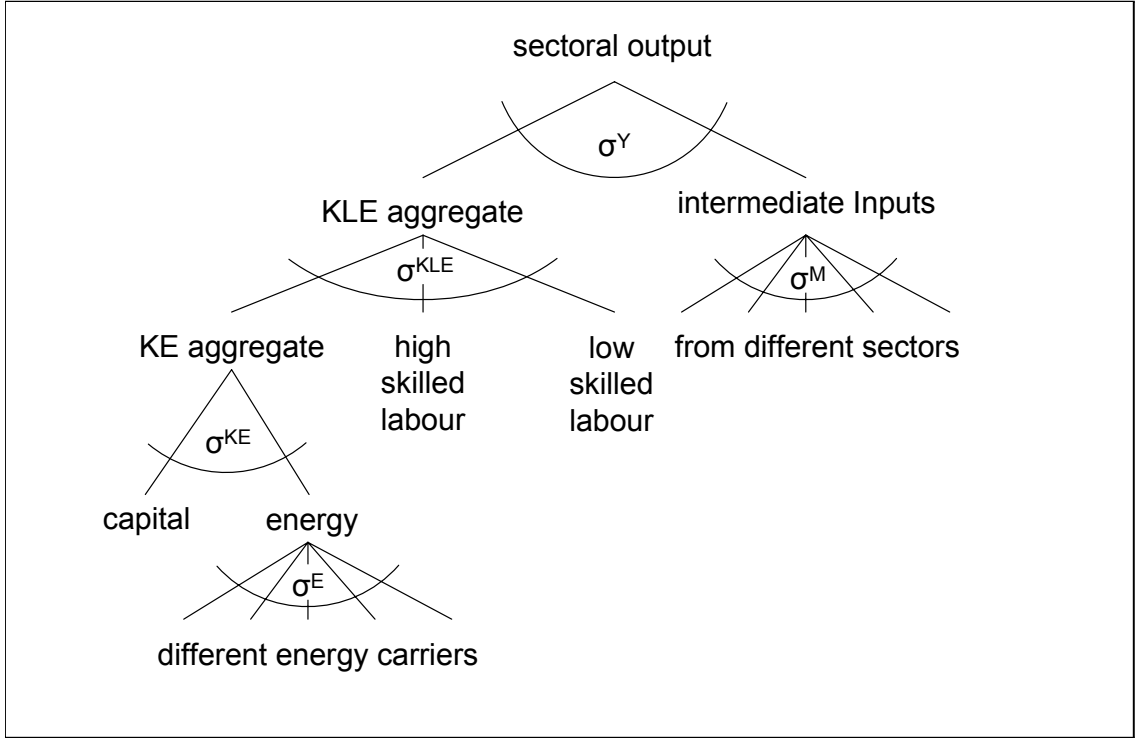 sectoral output
σY
KLE aggregate
intermediate Inputs
σKLE
σM
KE aggregate
high
skilled
labour
low
skilled
labour
from different sectors
σKE
capital
energy
σE
different energy carriers